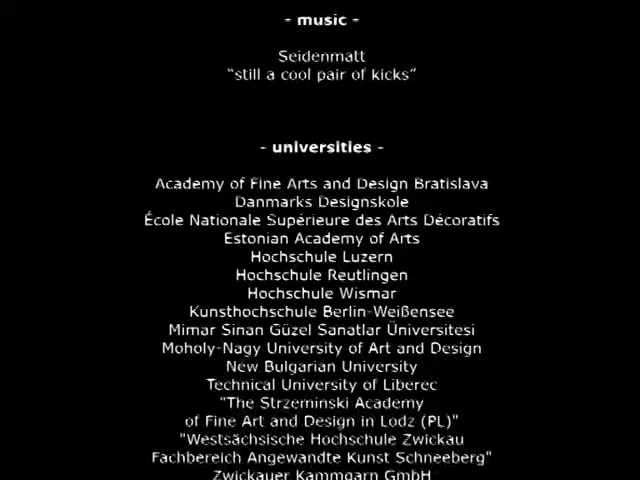 - music -
Seidenmatt
“still a cool pair of kicks”
- universities -
Academy of Fine Arts and Design Bratislava
Danmarks Designskole
École Nationale Supérieure des Arts Décoratifs
Estonian Academy of Arts
Hochschule Luzern
Hochschule Reutlingen
Hochschule Wismar
Kunsthochschule Berlin-Weißensee
Mimar Sinan Güzel Sanatlar Üniversitesi
Moholy-Nagy University of Art and Design
New Bulgarian University
Technical University of Liberec
"The Strzeminski Academy
of Fine Art and Design in Lodz (PL)"
"Westsächsische Hochschule Zwickau
Fachbereich Angewandte Kunst Schneeberg"
Zwickauer Kammgarn GmbH